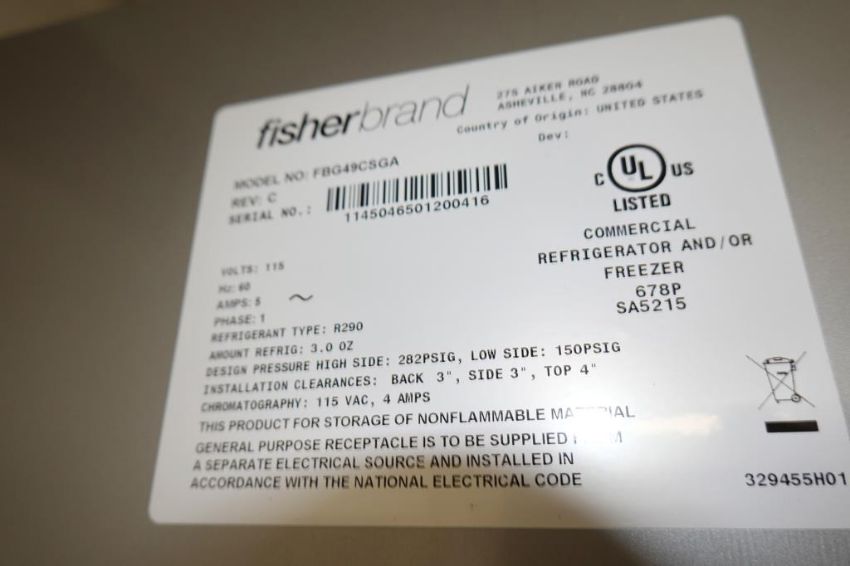 fisherbrand
275 AIKEN ROAD
ASHEVILLE, NC 28804
Country of Origin: UNITED STATES
Dev:
MODEL NO: FBG49CSGA
REV: C
SERIAL NO.:
1145046501200416
C UL US
LISTED
COMMERCIAL
REFRIGERATOR AND/OR
FREEZER
678P
SA5215
VOLTS: 115
Hz: 60
AMPS: 5 ~
PHASE: 1
REFRIGERANT TYPE: R290
AMOUNT REFRIG: 3.0 OZ
DESIGN PRESSURE HIGH SIDE: 282PSIG, LOW SIDE: 150PSIG
INSTALLATION CLEARANCES: BACK 3", SIDE 3", TOP 4"
CHROMATOGRAPHY: 115 VAC, 4 AMPS
THIS PRODUCT FOR STORAGE OF NONFLAMMABLE
GENERAL PURPOSE RECEPTACLE IS TO BE SUPPLIED
A SEPARATE ELECTRICAL SOURCE AND INSTALLED IN
ACCORDANCE WITH THE NATIONAL ELECTRICAL CODE
329455H01